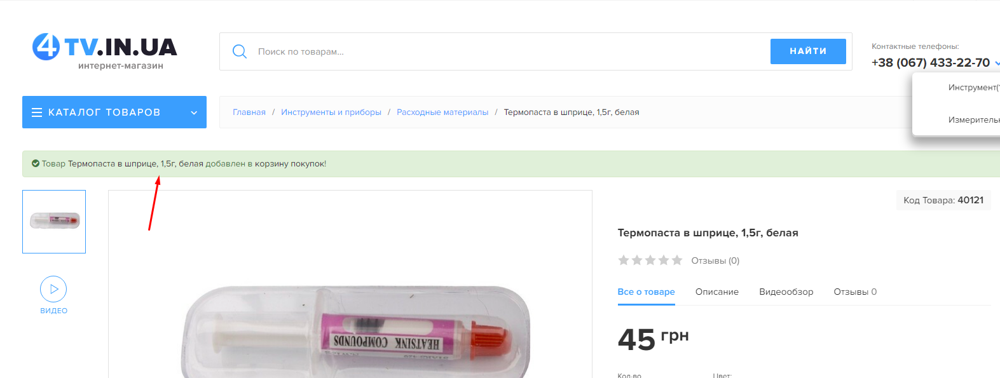 4TV.IN.UA
интернет-магазин
Поиск по товарам...
НАЙТИ
Контактные телефоны:
+38 (067) 433-22-70
Инструмент(
Измеритель
КАТАЛОГ ТОВАРОВ
Главная / Инструменты и приборы / Расходные материалы / Термопаста в шприце, 1,5г, белая
Товар Термопаста в шприце, 1,5г, белая добавлен в корзину покупок!
Код Товара: 40121
Термопаста в шприце, 1,5г, белая
Отзывы (0)
Все о товаре Описание Видеообзор Отзывы 0
ВИДЕО
45 грн
HEATSINK COMPOUNDS
Кол-во Цвет: